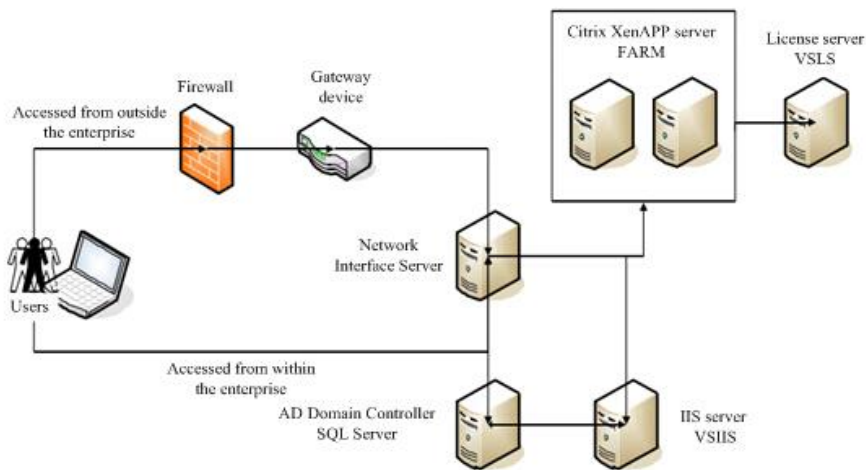 Citrix XenAPP server
FARM
License server
VSLS
Gateway
device
Firewall
Accessed from outside
the enterprise
Network
Interface Server
Users
Accessed from within
the enterprise
AD Domain Controller
SQL Server
IIS server
VSIIS